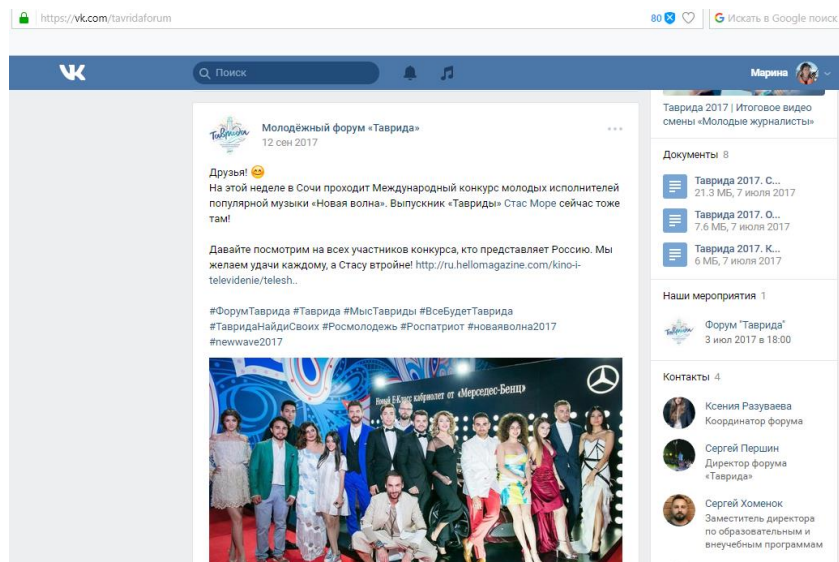 https://vk.com/tavridaforum
80
Искать в Google поиск
Поиск
Марина
Молодёжный форум «Таврида»
12 сен 2017
Друзья!
На этой неделе в Сочи проходит Международный конкурс молодых исполнителей
популярной музыки «Новая волна». Выпускник «Тавриды» Стас Море сейчас тоже
там!
Давайте посмотрим на всех участников конкурса, кто представляет Россию. Мы
желаем удачи каждому, а Стасу втройне! http://ru.hellomagazine.com/kino-i-
televidenie/telesh..
#ФорумТаврида #Таврида #МысТавриды #ВсеБудетТаврида
#ТавридаНайдиСвоих #Росмолодежь #Роспатриот #новаяволна2017
#newwave2017
Новый E-Класс кабриолет от «Мерседес-Бенц»
Таврида 2017 | Итоговое видео
смены «Молодые журналисты»
Документы 8
Таврида 2017. С...
21.3 МБ, 7 июля 2017
Таврида 2017. О...
7.6 МБ, 7 июля 2017
Таврида 2017. К...
6 МБ, 7 июля 2017
Наши мероприятия 1
Таврида
Форум "Таврида"
3 июл 2017 в 18:00
Контакты 4
Ксения Разуваева
Координатор форума
Сергей Першин
Директор форума
«Таврида»
Сергей Хоменок
Заместитель директора
по образовательным и
внеучебным программам